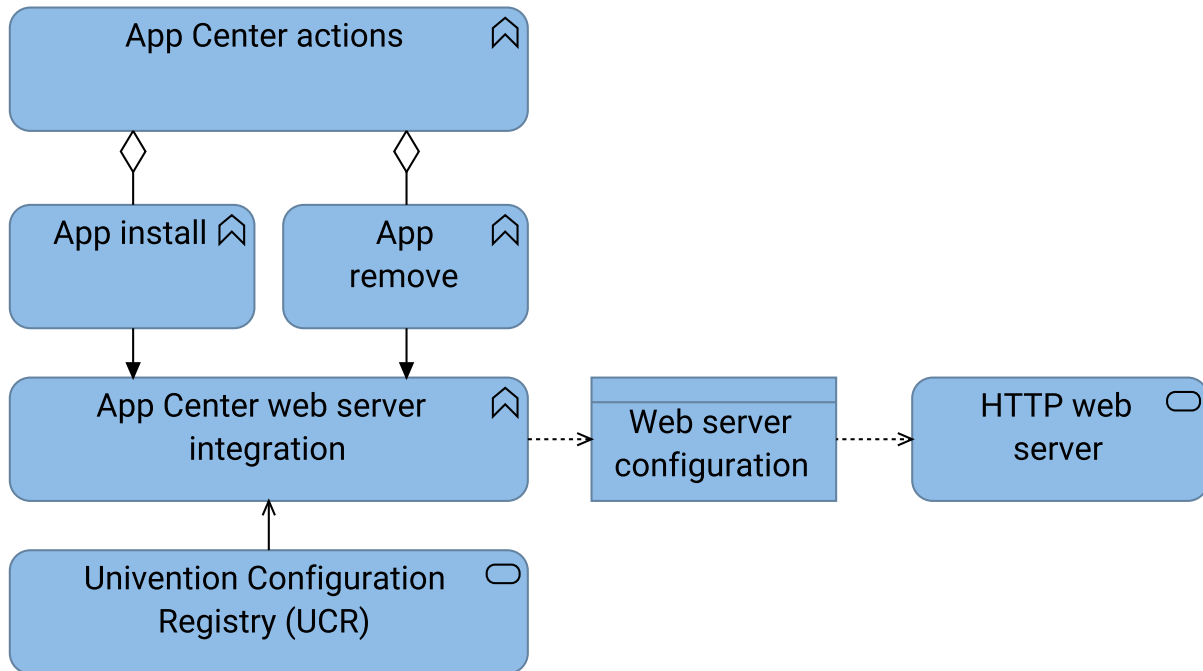 App Center actions
App install
App
remove
App Center web server
integration
Web server
configuration
HTTP web
server
Univention Configuration
Registry (UCR)